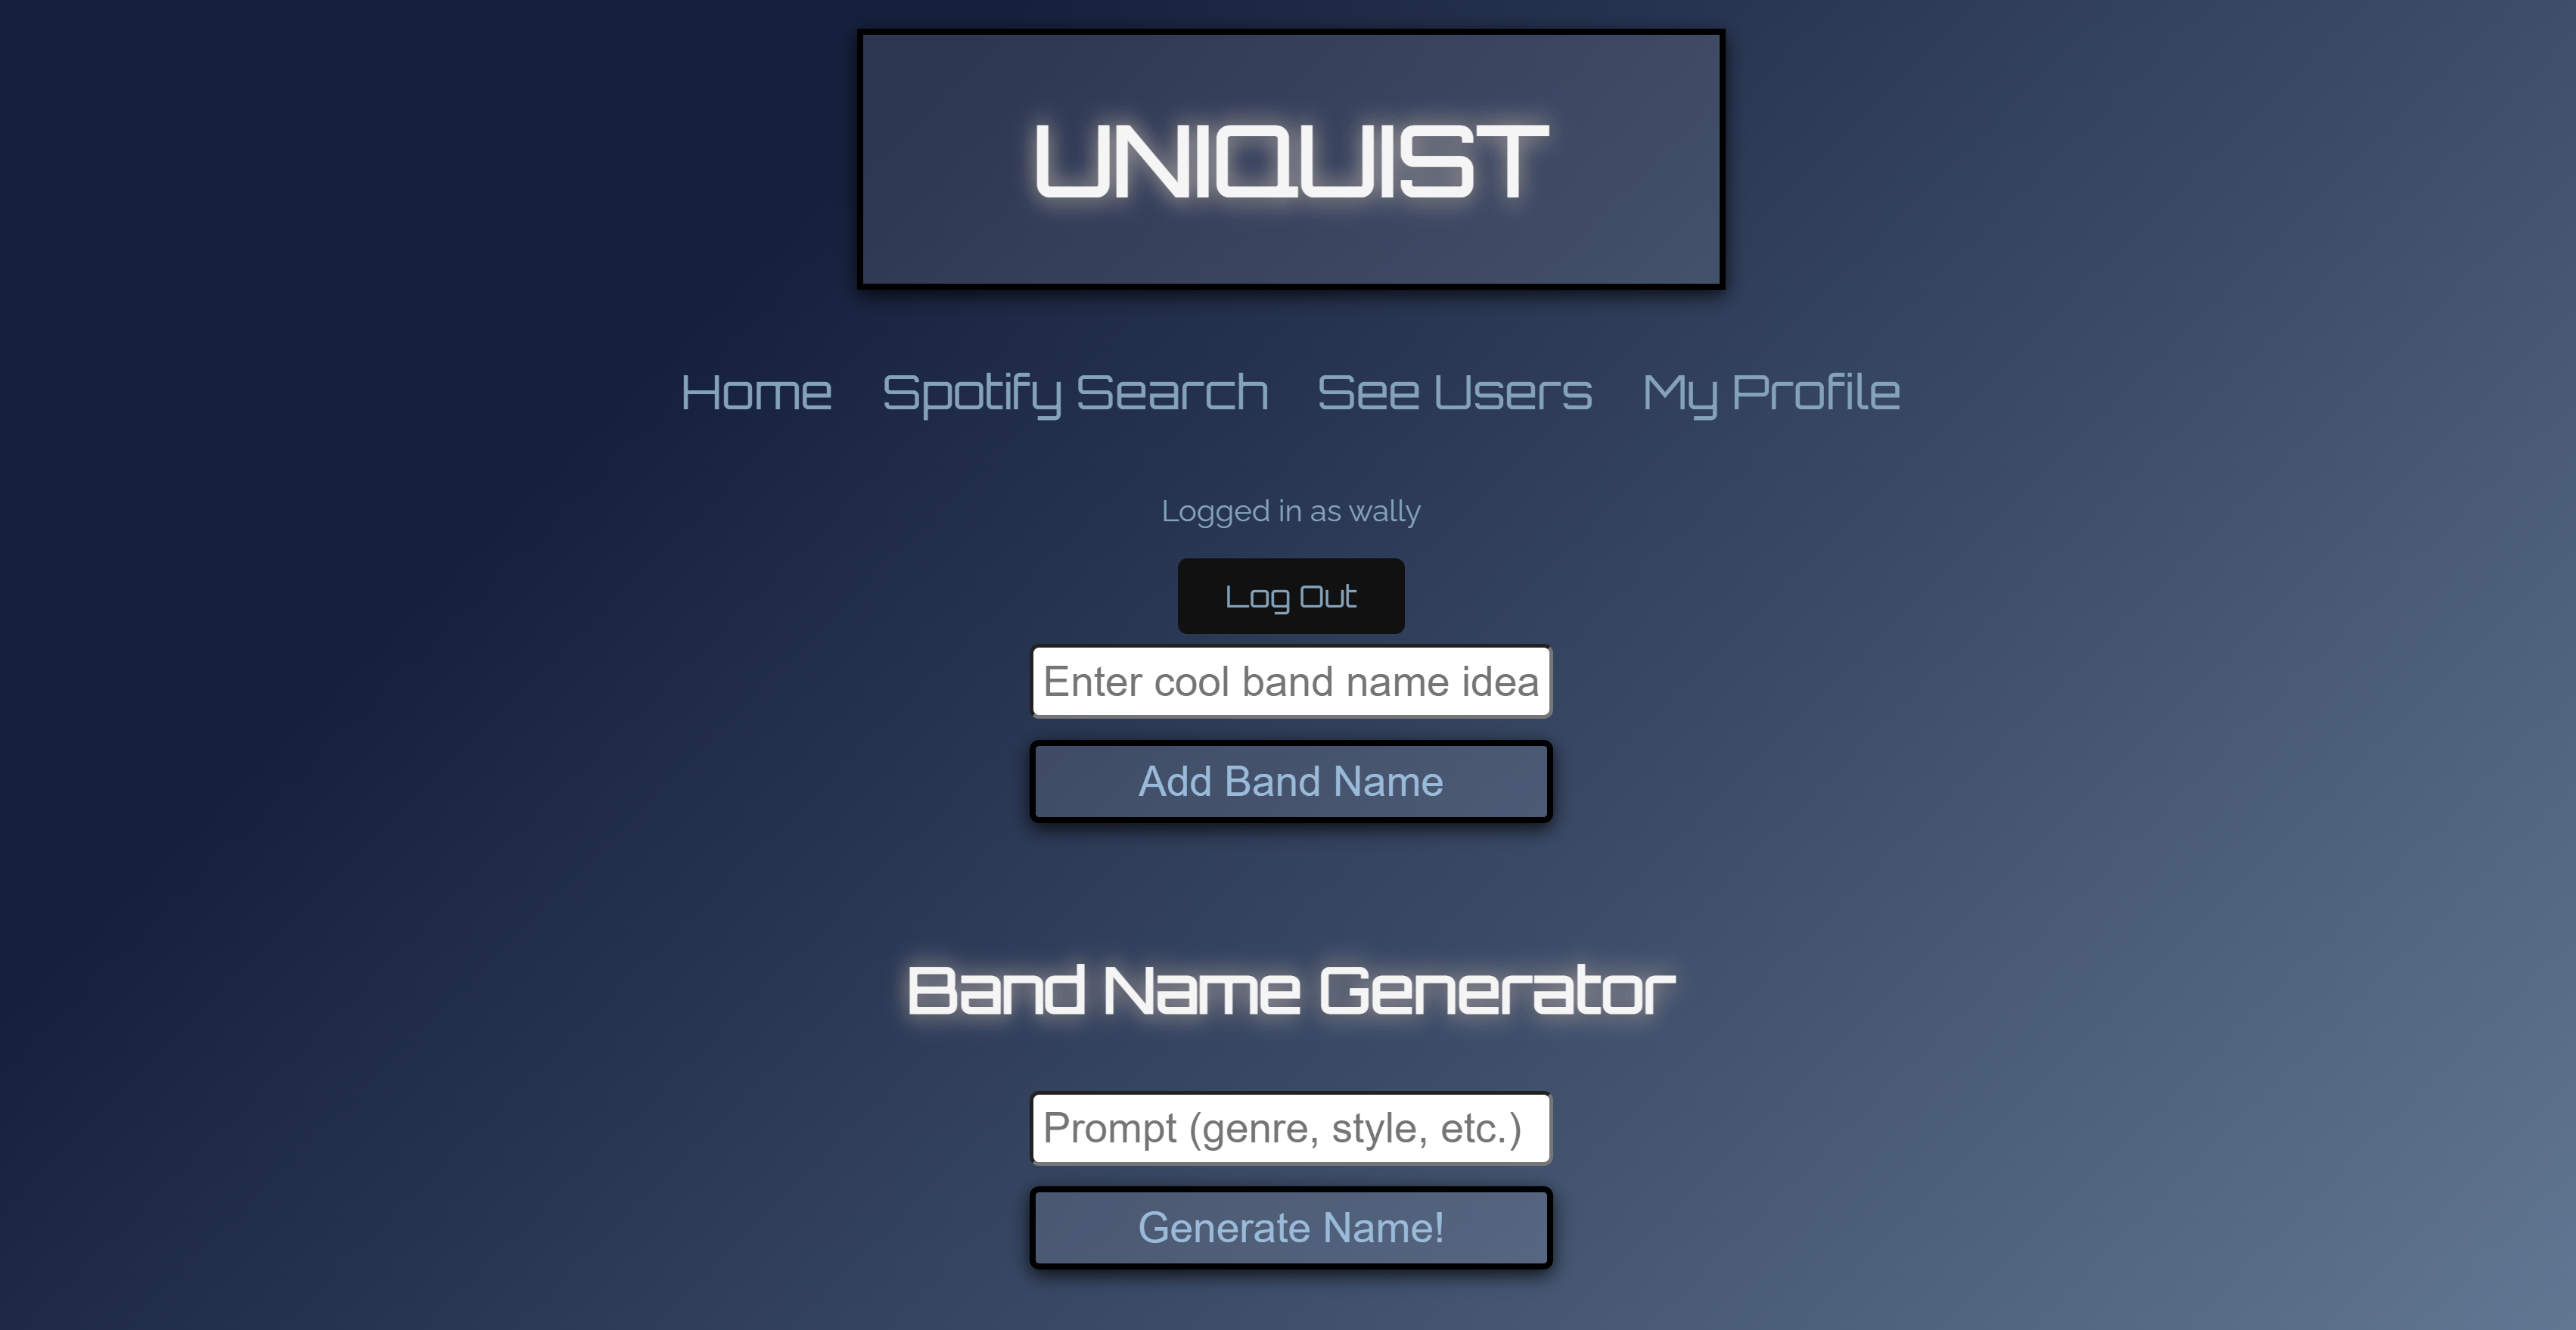 UNIQUIST
Home Spotify Search See Users My Profile
Logged in as wally
Log Out
Enter cool band name idea
Add Band Name
Band Name Generator
Prompt (genre, style, etc.)
Generate Name!